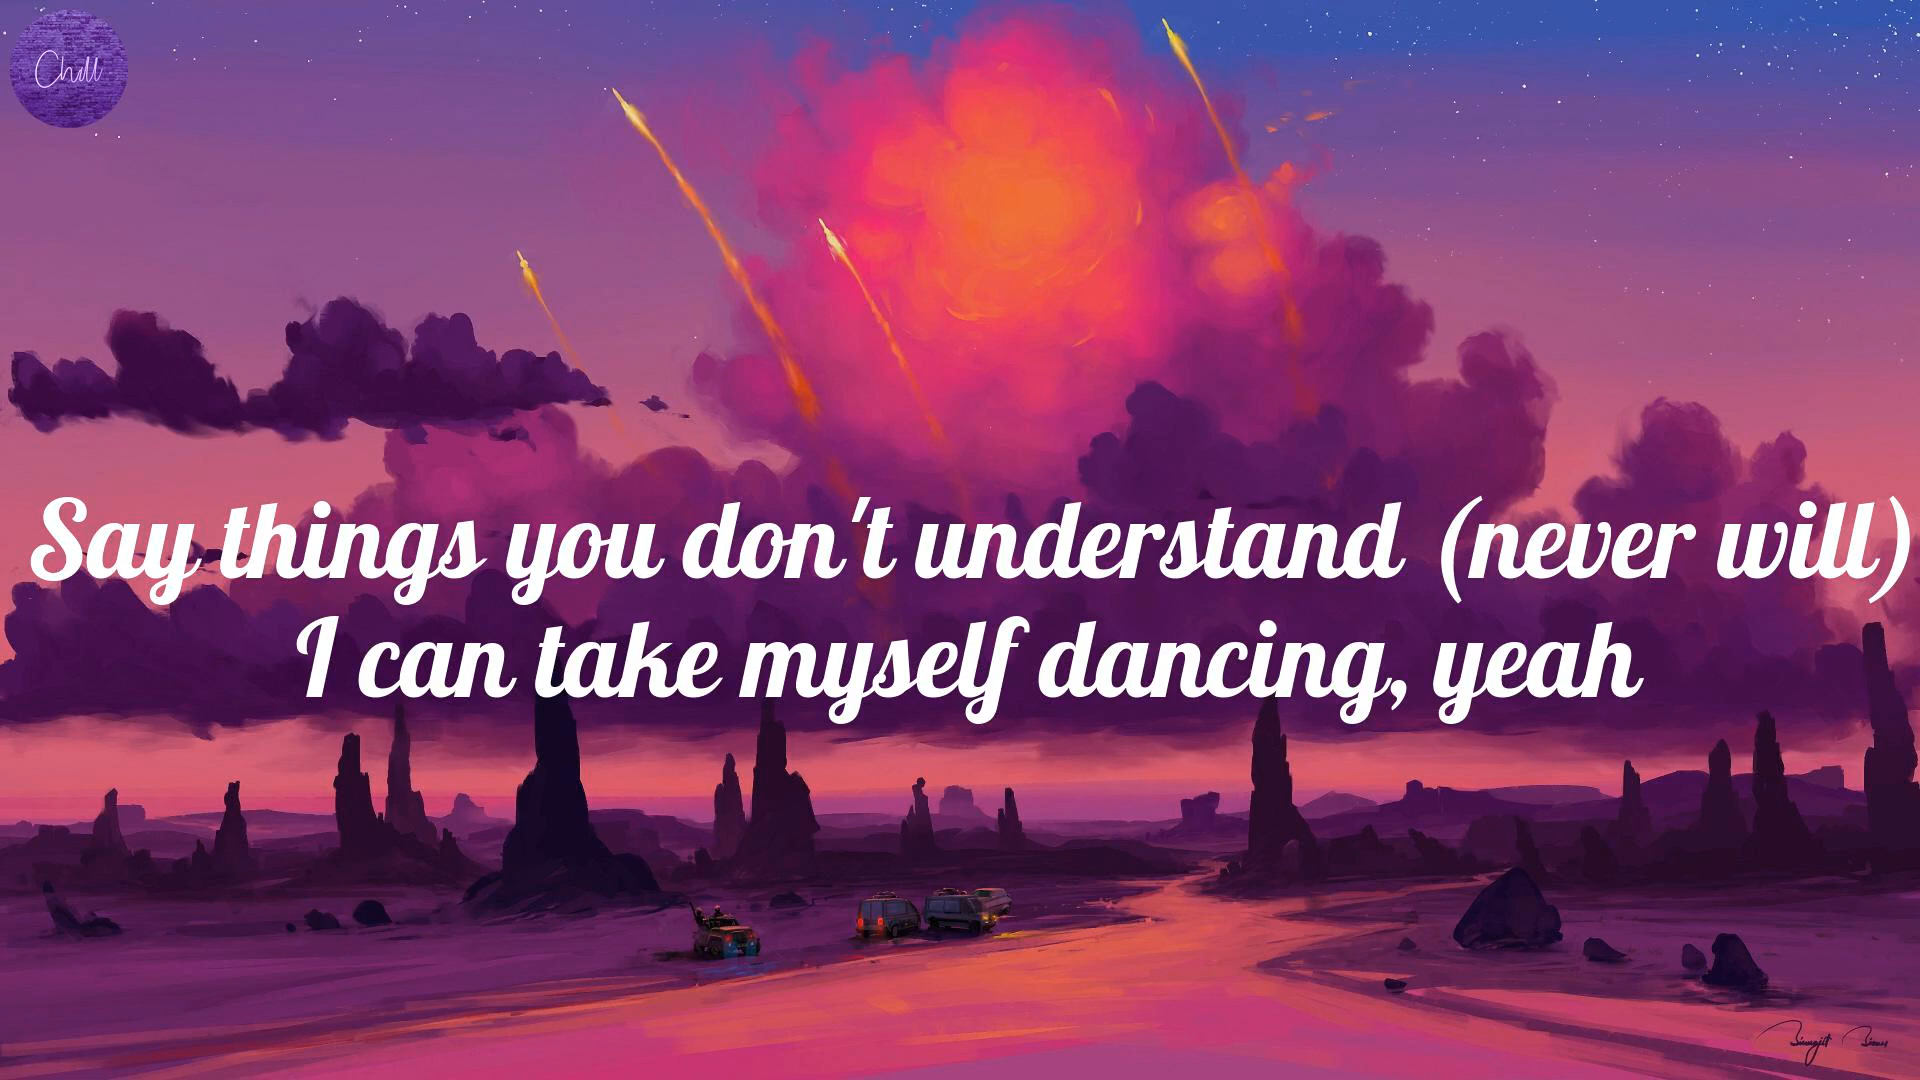 Chill
Say things you don't understand (never will)
I can take myself dancing, yeah